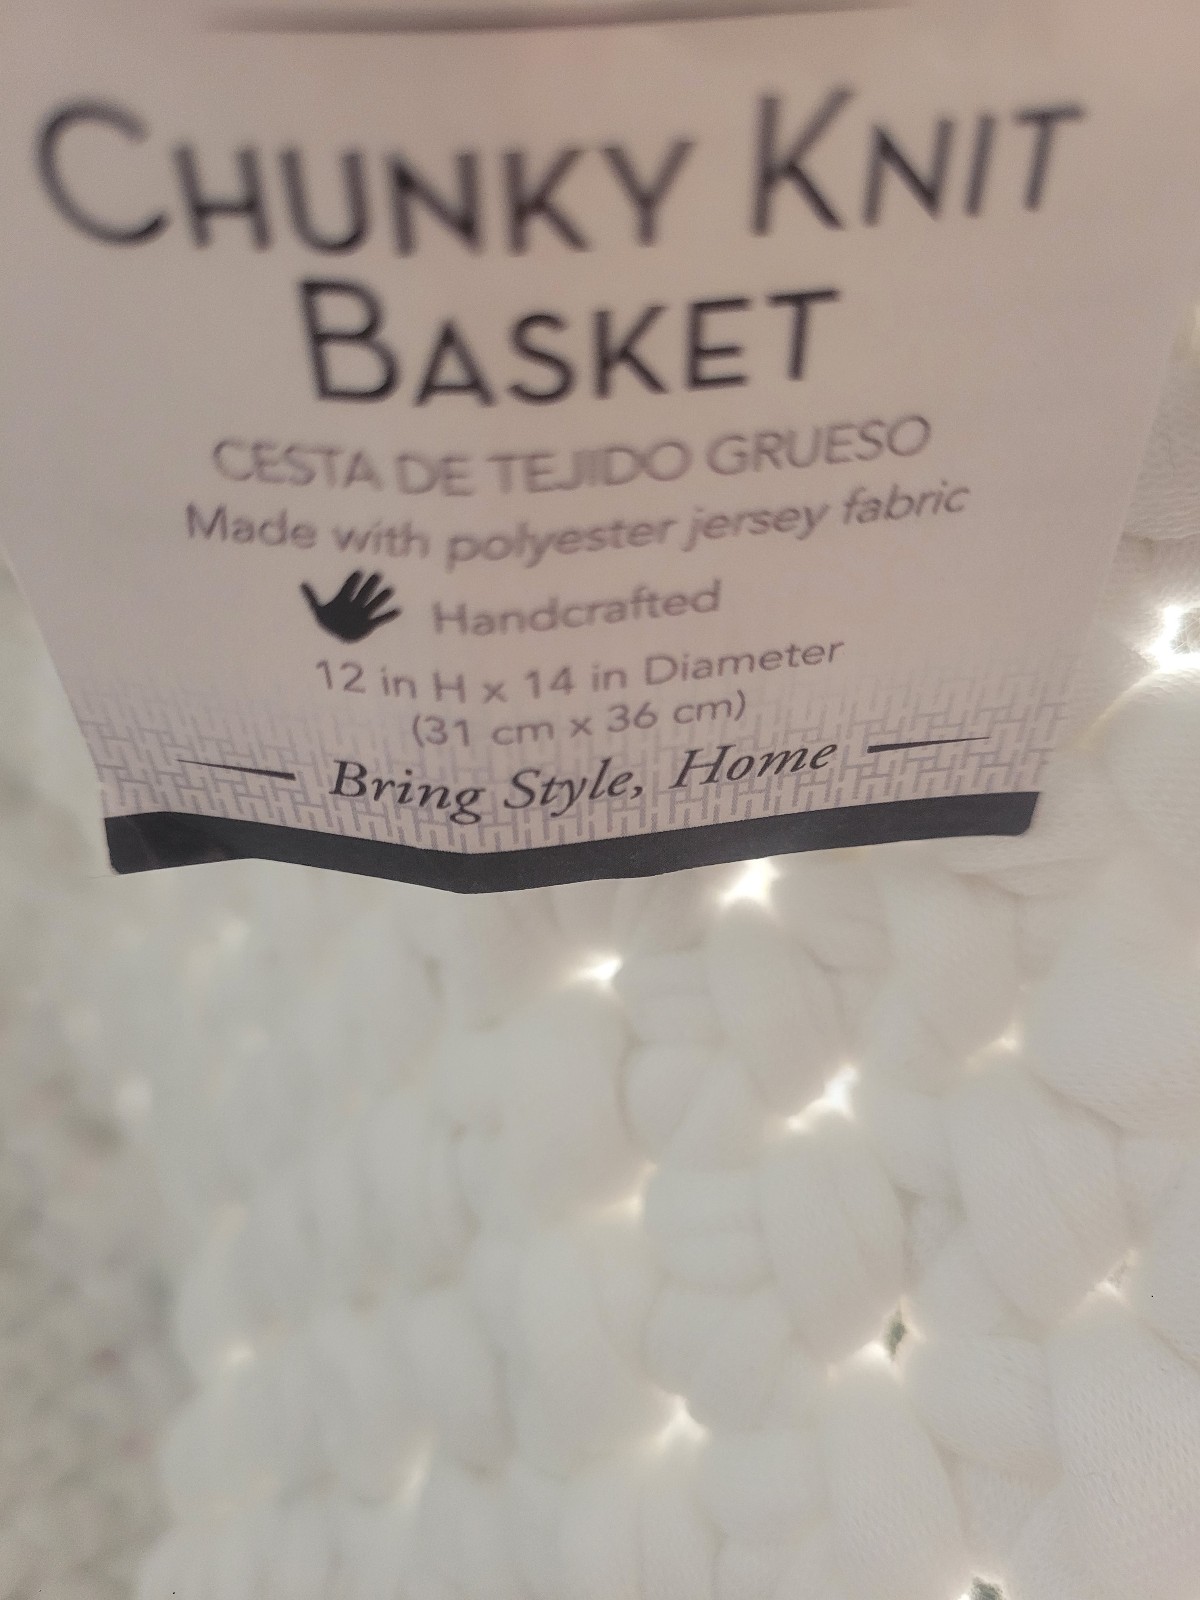 CHUNKY KNIT
BASKET
CESTA DE TEJIDO GRUESO
Made with polyester jersey fabric
Handcrafted
12 in H x 14 in Diameter
(31 cm x 36 cm)
Bring Style, Home